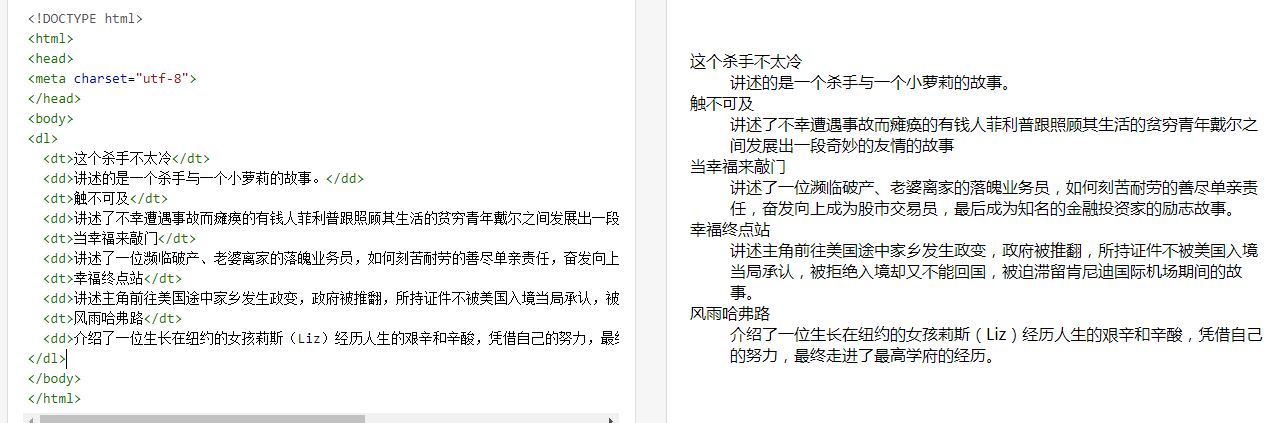 <!DOCTYPE html>
<html>
<head>
<meta charset="utf-8">
</head>
<body>
<dl>
<dt>这个杀手不太冷</dt>
<dd>讲述的是一个杀手与一个小萝莉的故事。</dd>
<dt>触不可及</dt>
<dd>讲述了不幸遭遇事故而瘫痪的有钱人菲利普跟照顾其生活的贫穷青年戴尔之间发展出一段
<dt>当幸福来敲门</dt>
<dd>讲述了一位濒临破产、老婆离家的落魄业务员，如何刻苦耐劳的善尽单亲责任，奋发向上
<dt>幸福终点站</dt>
<dd>讲述主角前往美国途中家乡发生政变，政府被推翻，所持证件不被美国入境当局承认，被
<dt>风雨哈弗路</dt>
<dd>介绍了一位生长在纽约的女孩莉斯（Liz）经历人生的艰辛和辛酸，凭借自己的努力，最终
</dl>
</body>
</html>
这个杀手不太冷
讲述的是一个杀手与一个小萝莉的故事。
触不可及
讲述了不幸遭遇事故而瘫痪的有钱人菲利普跟照顾其生活的贫穷青年戴尔之
间发展出一段奇妙的友情的故事
当幸福来敲门
讲述了一位濒临破产、老婆离家的落魄业务员，如何刻苦耐劳的善尽单亲责
任，奋发向上成为股市交易员，最后成为知名的金融投资家的励志故事。
幸福终点站
讲述主角前往美国途中家乡发生政变，政府被推翻，所持证件不被美国入境
当局承认，被拒绝入境却又不能回国，被迫滞留肯尼迪国际机场期间的故
事。
风雨哈弗路
介绍了一位生长在纽约的女孩莉斯（Liz）经历人生的艰辛和辛酸，凭借自己
的努力，最终走进了最高学府的经历。